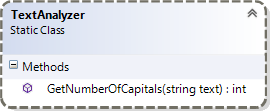 TextAnalyzer
Static Class
Methods
GetNumberOfCapitals(string text) : int